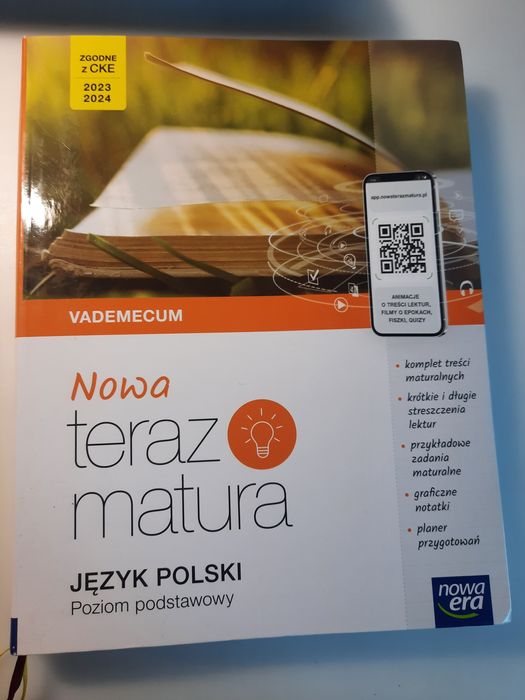 ZGODNE
z CKE
2023
2024
app.nowaterazmatura.pl
ANIMACJE
O TREŚCI LEKTUR,
FILMY O EPOKACH,
FISZKI, QUIZY
VADEMECUM
Nowa
teraz
matura
JĘZYK POLSKI
Poziom podstawowy
• komplet treści
maturalnych
• krótkie i długie
streszczenia
lektur
• przykładowe
zadania
maturalne
• graficzne
notatki
• planer
przygotowań
nowa
era